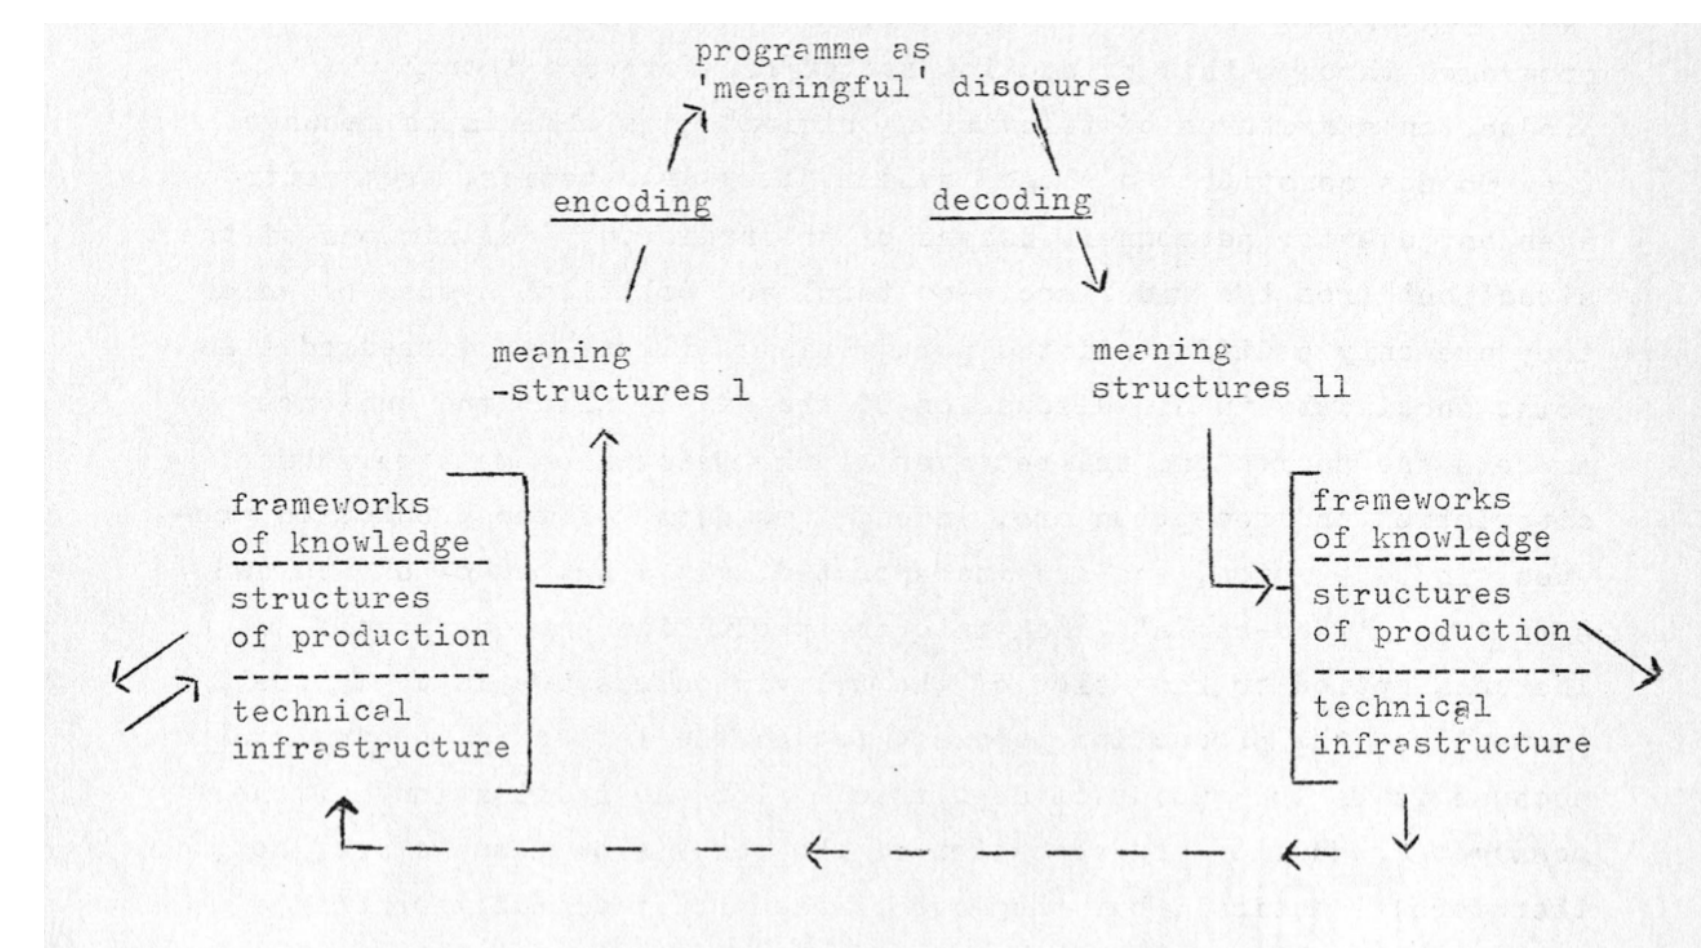 programme as
'meaningful' discourse
encoding
decoding
meaning
-structures 1
meaning
structures 11
frameworks
of knowledge
structures
of production
technical
infrastructure
frameworks
of knowledge
structures
of production
technical
infrastructure